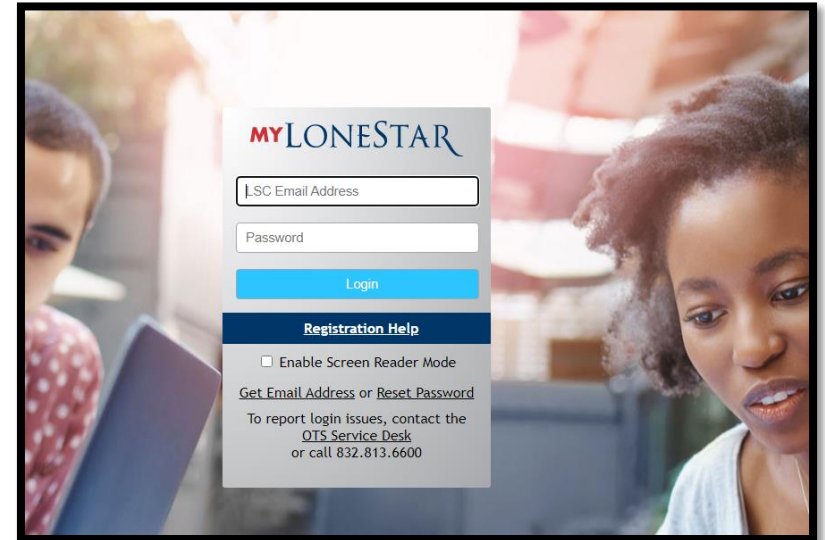 MYLONESTAR
LSC Email Address
Password
Login
Registration Help
Enable Screen Reader Mode
Get Email Address or Reset Password
To report login issues, contact the
OTS Service Desk
or call 832.813.6600